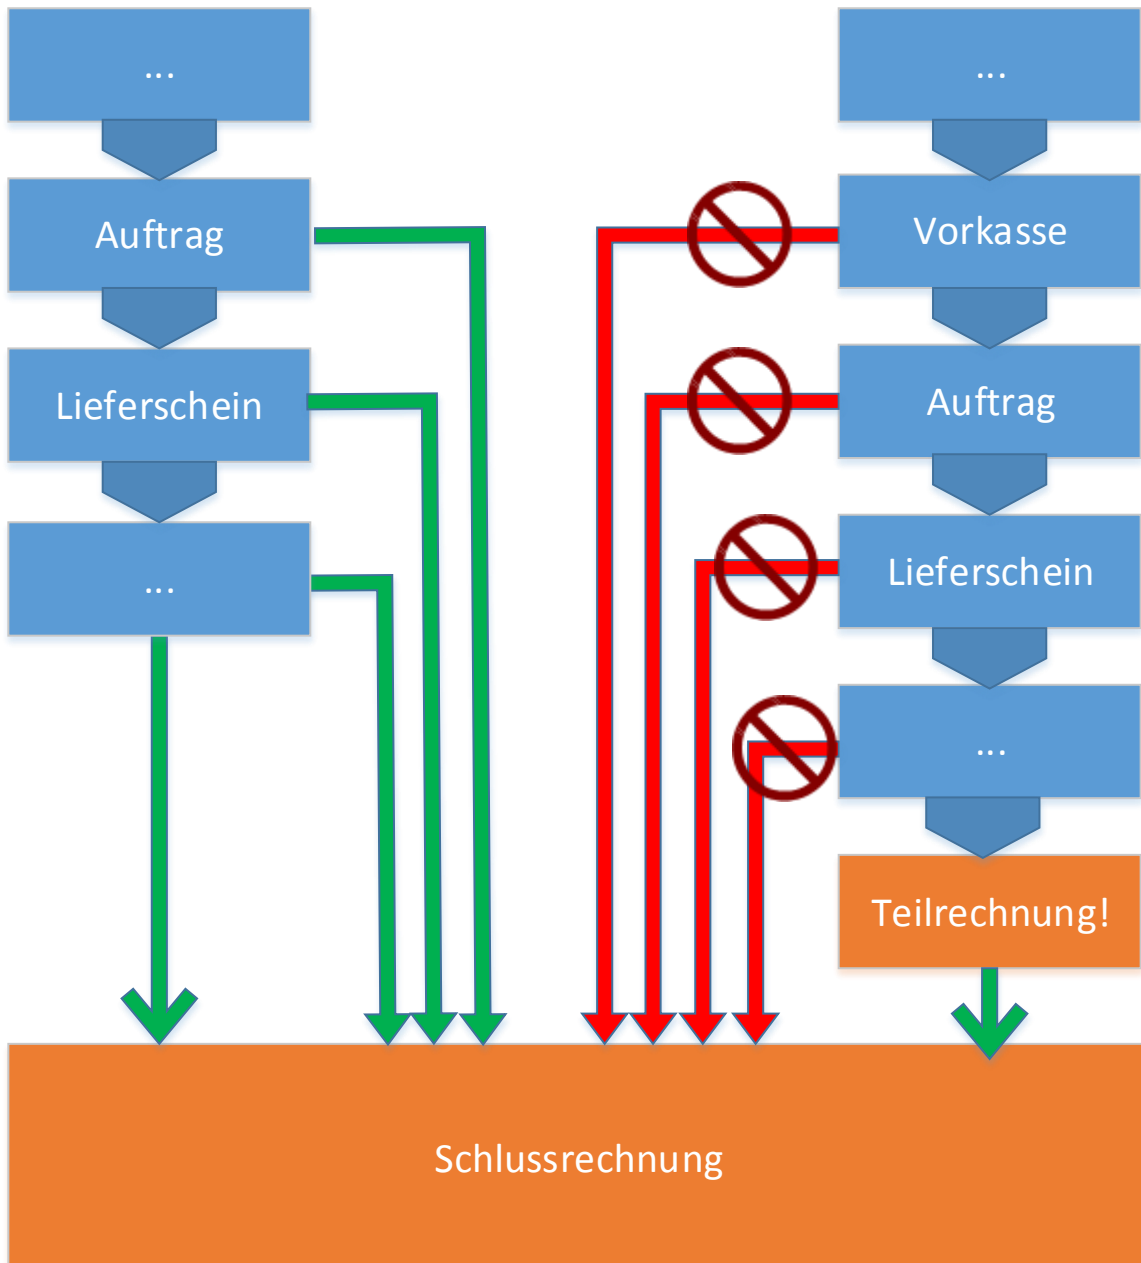 ...
...
Auftrag
Vorkasse
Lieferschein
Auftrag
...
Lieferschein
...
Teilrechnung!
Schlussrechnung